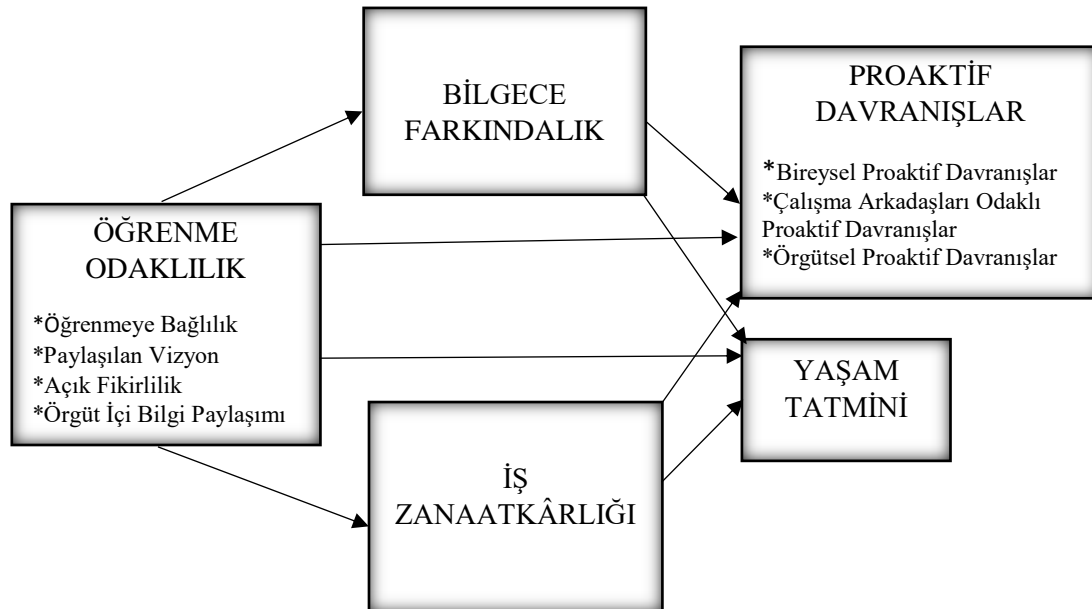 BİLGECE
FARKINDALIK
PROAKTİF
DAVRANIŞLAR
*Bireysel Proaktif Davranışlar
*Çalışma Arkadaşları Odaklı
Proaktif Davranışlar
*Örgütsel Proaktif Davranışlar
ÖĞRENME
ODAKLILIK
*Öğrenmeye Bağlılık
*Paylaşılan Vizyon
*Açık Fikirlilik
*Örgüt İçi Bilgi Paylaşımı
YAŞAM
TATMİNİ
İŞ
ZANAATKÂRLIĞI